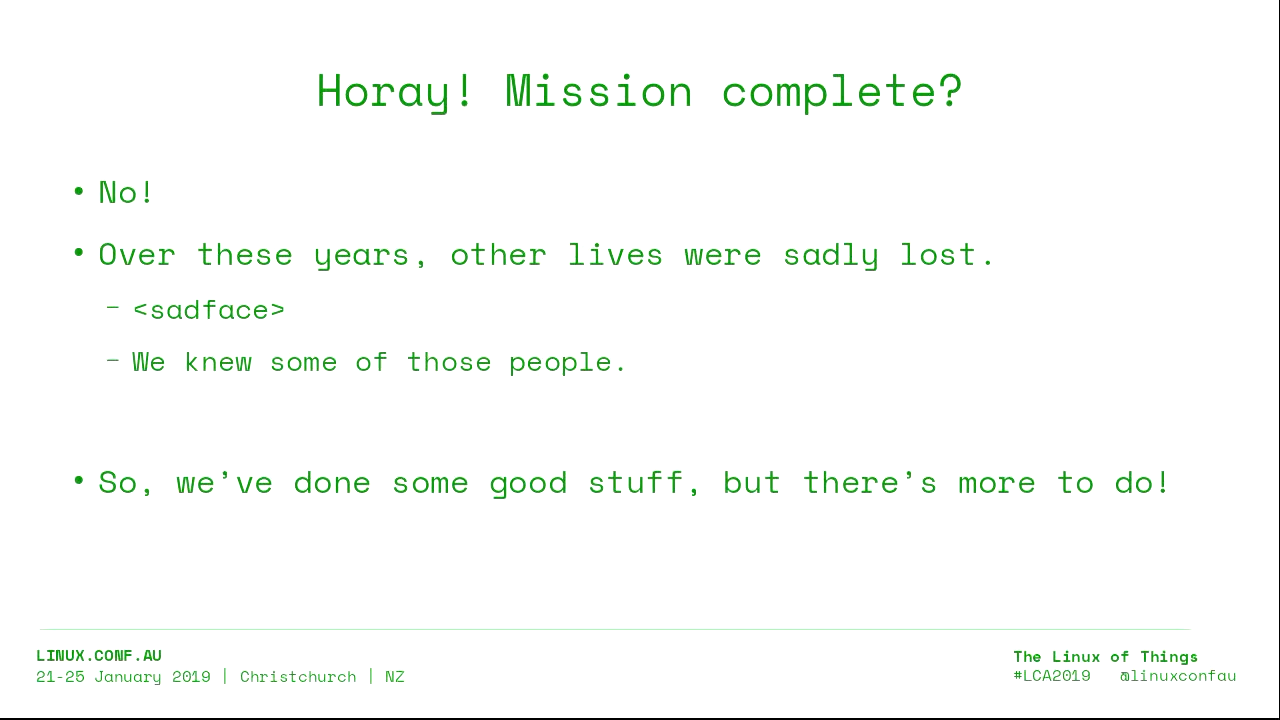 Horay! Mission complete?
• No!
• Over these years, other lives were sadly lost.
– <sadface>
– We knew some of those people.
• So, we’ve done some good stuff, but there’s more to do!
LINUX.CONF.AU
21-25 January 2019 | Christchurch | NZ
The Linux of Things
#LCA2019 @linuxconfau